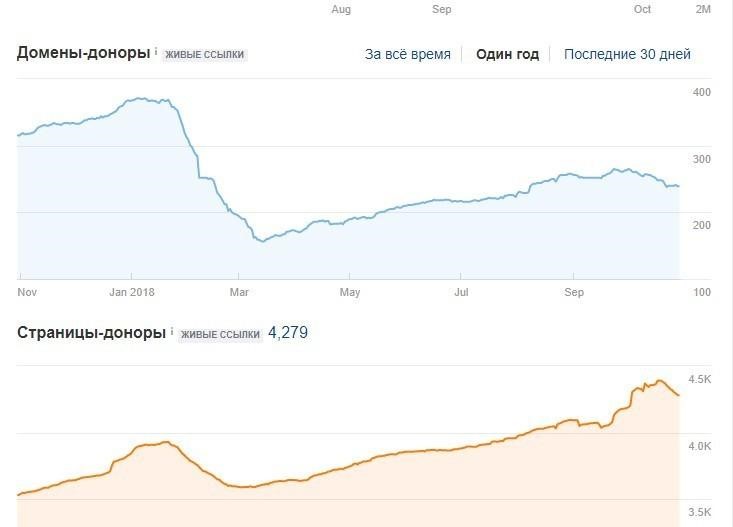 Aug Sep Oct 2M
Домены-доноры i ЖИВЫЕ ССЫЛКИ За всё время Один год Последние 30 дней
400
300
200
Nov Jan 2018 Mar May Jul Sep 100
Страницы-доноры i ЖИВЫЕ ССЫЛКИ 4,279
4.5K
4.0K
3.5K